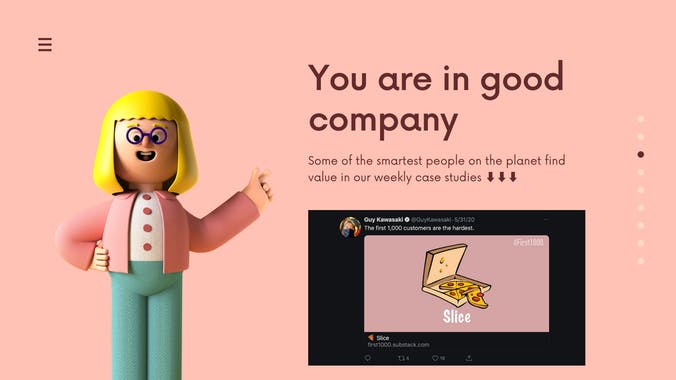 You are in good
company
Some of the smartest people on the planet find
value in our weekly case studies ⬇⬇⬇
Guy Kawasaki @GuyKawasaki · 5/31/20
The first 1,000 customers are the hardest.
#First1000
Slice
🍕 Slice
first1000.substack.com
4
18